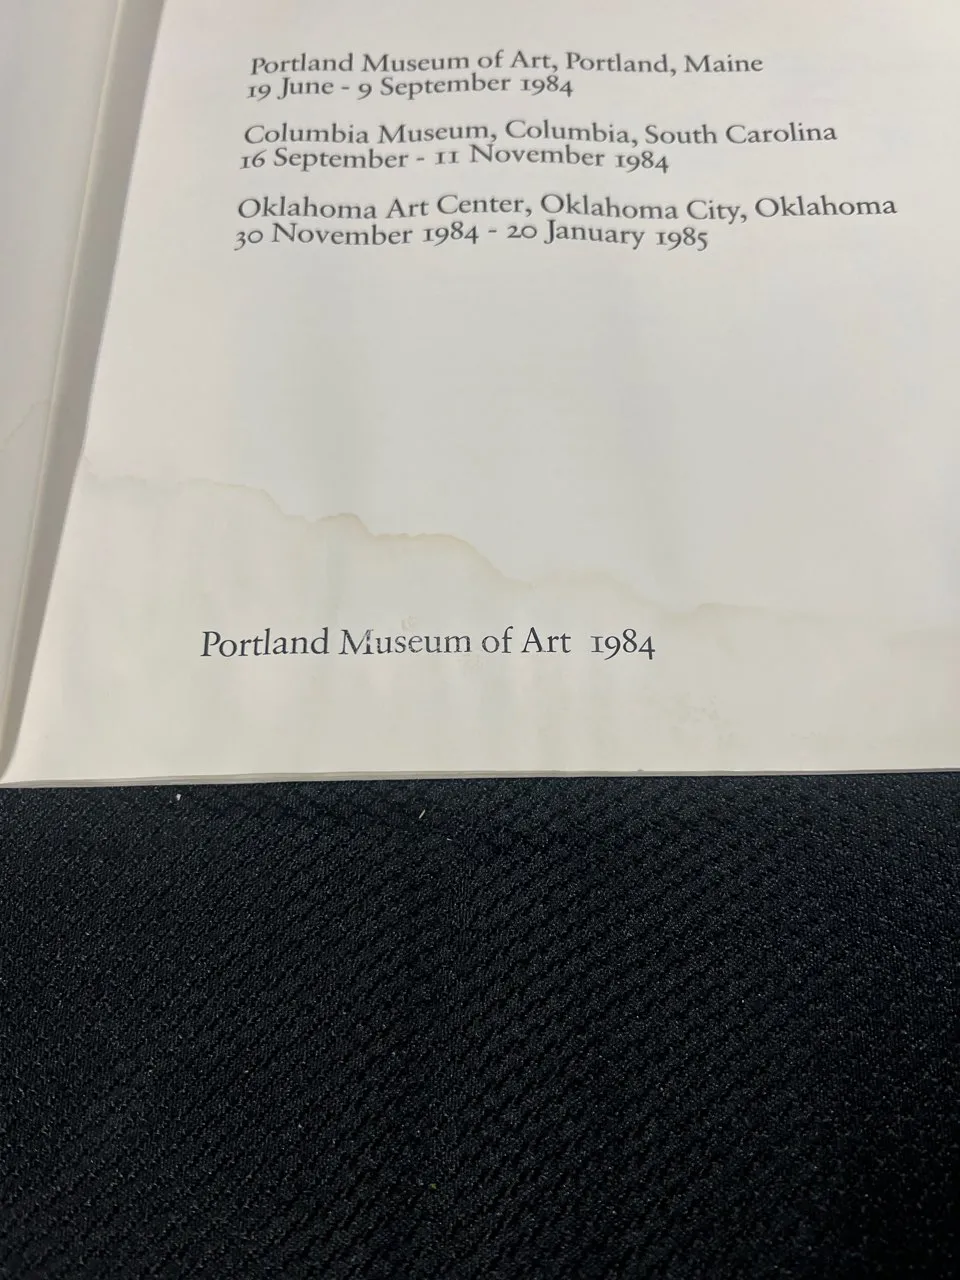 Portland Museum of Art, Portland, Maine
19 June - 9 September 1984
Columbia Museum, Columbia, South Carolina
16 September - 11 November 1984
Oklahoma Art Center, Oklahoma City, Oklahoma
30 November 1984 - 20 January 1985
Portland Museum of Art 1984